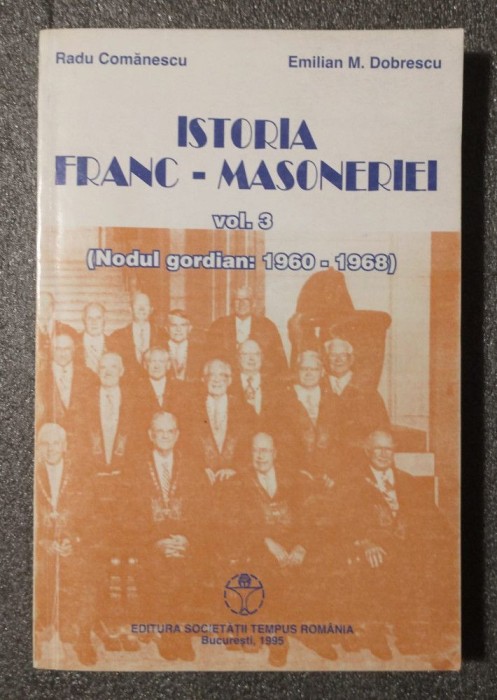 Radu Comănescu
Emilian M. Dobrescu
ISTORIA
FRANC - MASONERIEI
vol. 3
(Nodul gordian: 1960 - 1968)
EDITURA SOCIETĂȚII TEMPUS ROMÂNIA
București, 1995